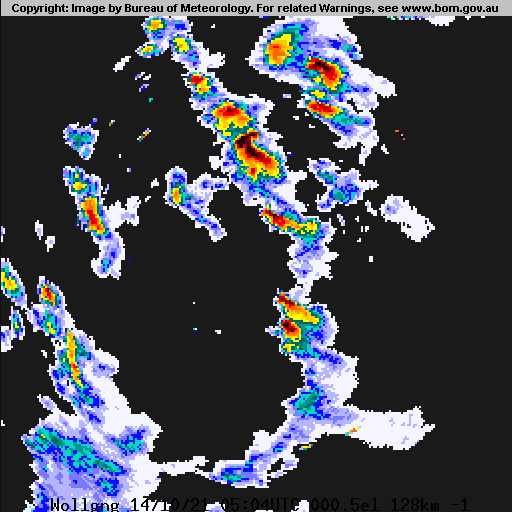 Copyright: Image by Bureau of Meteorology. For related Warnings, see www.bom.gov.au
Wollgng 14/10/21 05:04UTC 000.5el 128km -1